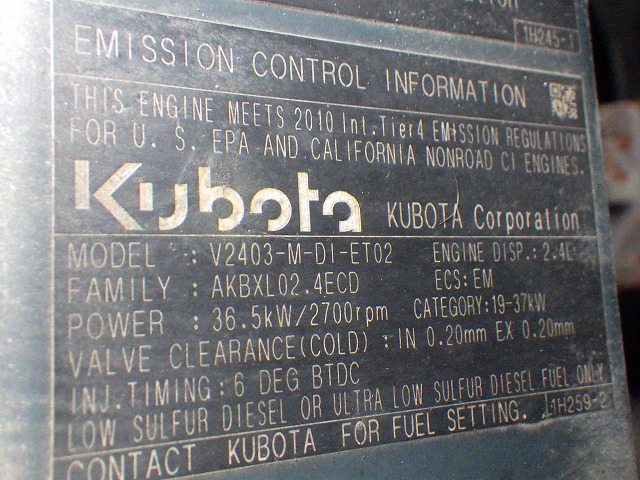 1H245-1
EMISSION CONTROL INFORMATION
THIS ENGINE MEETS 2010 Int.Tier4 EMISSION REGULATIONS
FOR U. S. EPA AND CALIFORNIA NONROAD CI ENGINES.
Kubota KUBOTA Corporation
MODEL : V2403-M-DI-ET02 ENGINE DISP.: 2.4L
FAMILY : AKBXL02.4ECD ECS: EM
POWER : 36.5kW/2700rpm CATEGORY: 19-37kW
VALVE CLEARANCE(COLD) : IN 0.20mm EX 0.20mm
INJ.TIMING : 6 DEG BTDC
LOW SULFUR DIESEL OR ULTRA LOW SULFUR DIESEL FUEL ONLY
CONTACT KUBOTA FOR FUEL SETTING. 1H259-2